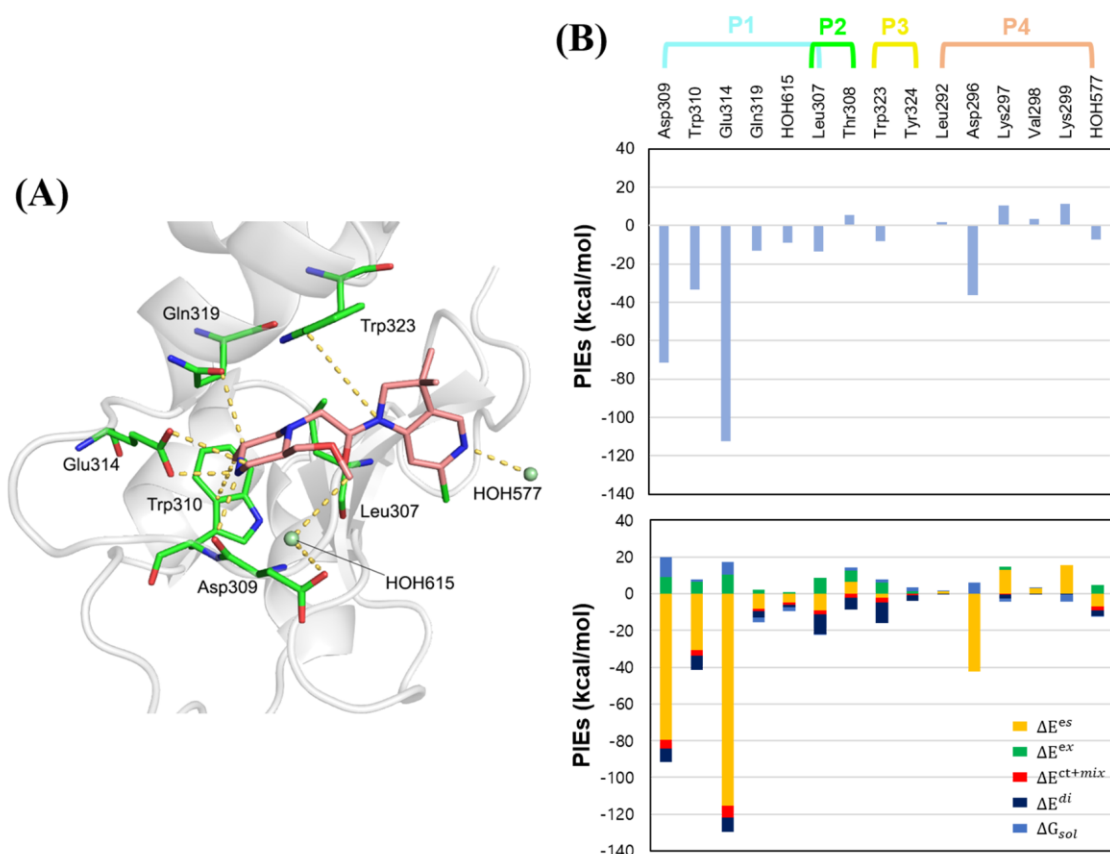 (A)
Gln319
Trp323
Glu314
Trp310
Leu307
HOH577
Asp309
HOH615
(B)
P1 P2 P3 P4
Asp309
Trp310
Glu314
Gln319
HOH615
Leu307
Thr308
Trp323
Tyr324
Leu292
Asp296
Lys297
Val298
Lys299
HOH577
PIEs (kcal/mol)
40
20
0
-20
-40
-60
-80
-100
-120
-140
PIEs (kcal/mol)
40
20
0
-20
-40
-60
-80
-100
-120
-140
ΔE^es
ΔE^ex
ΔE^ct+mix
ΔE^di
ΔG_sol